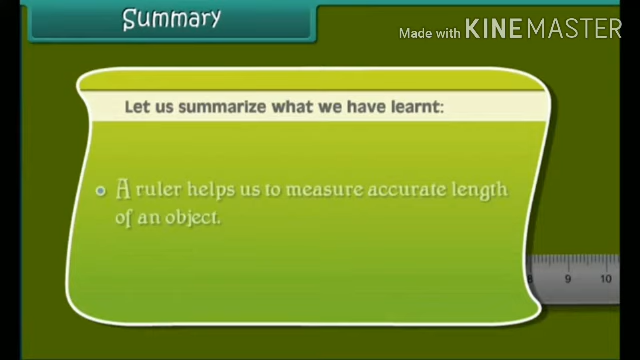 Summary
Made with KINEMASTER
Let us summarize what we have learnt:
A ruler helps us to measure accurate length
of an object.
8 9 10